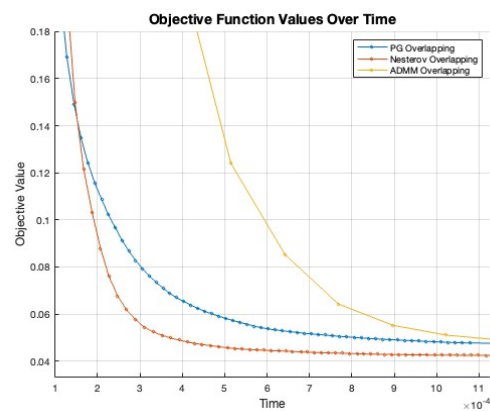 Objective Function Values Over Time
0.18
0.16
0.14
0.12
0.1
0.08
0.06
0.04
Objective Value
PG Overlapping
Nesterov Overlapping
ADMM Overlapping
1 2 3 4 5 6 7 8 9 10 11
Time
×10⁻⁴